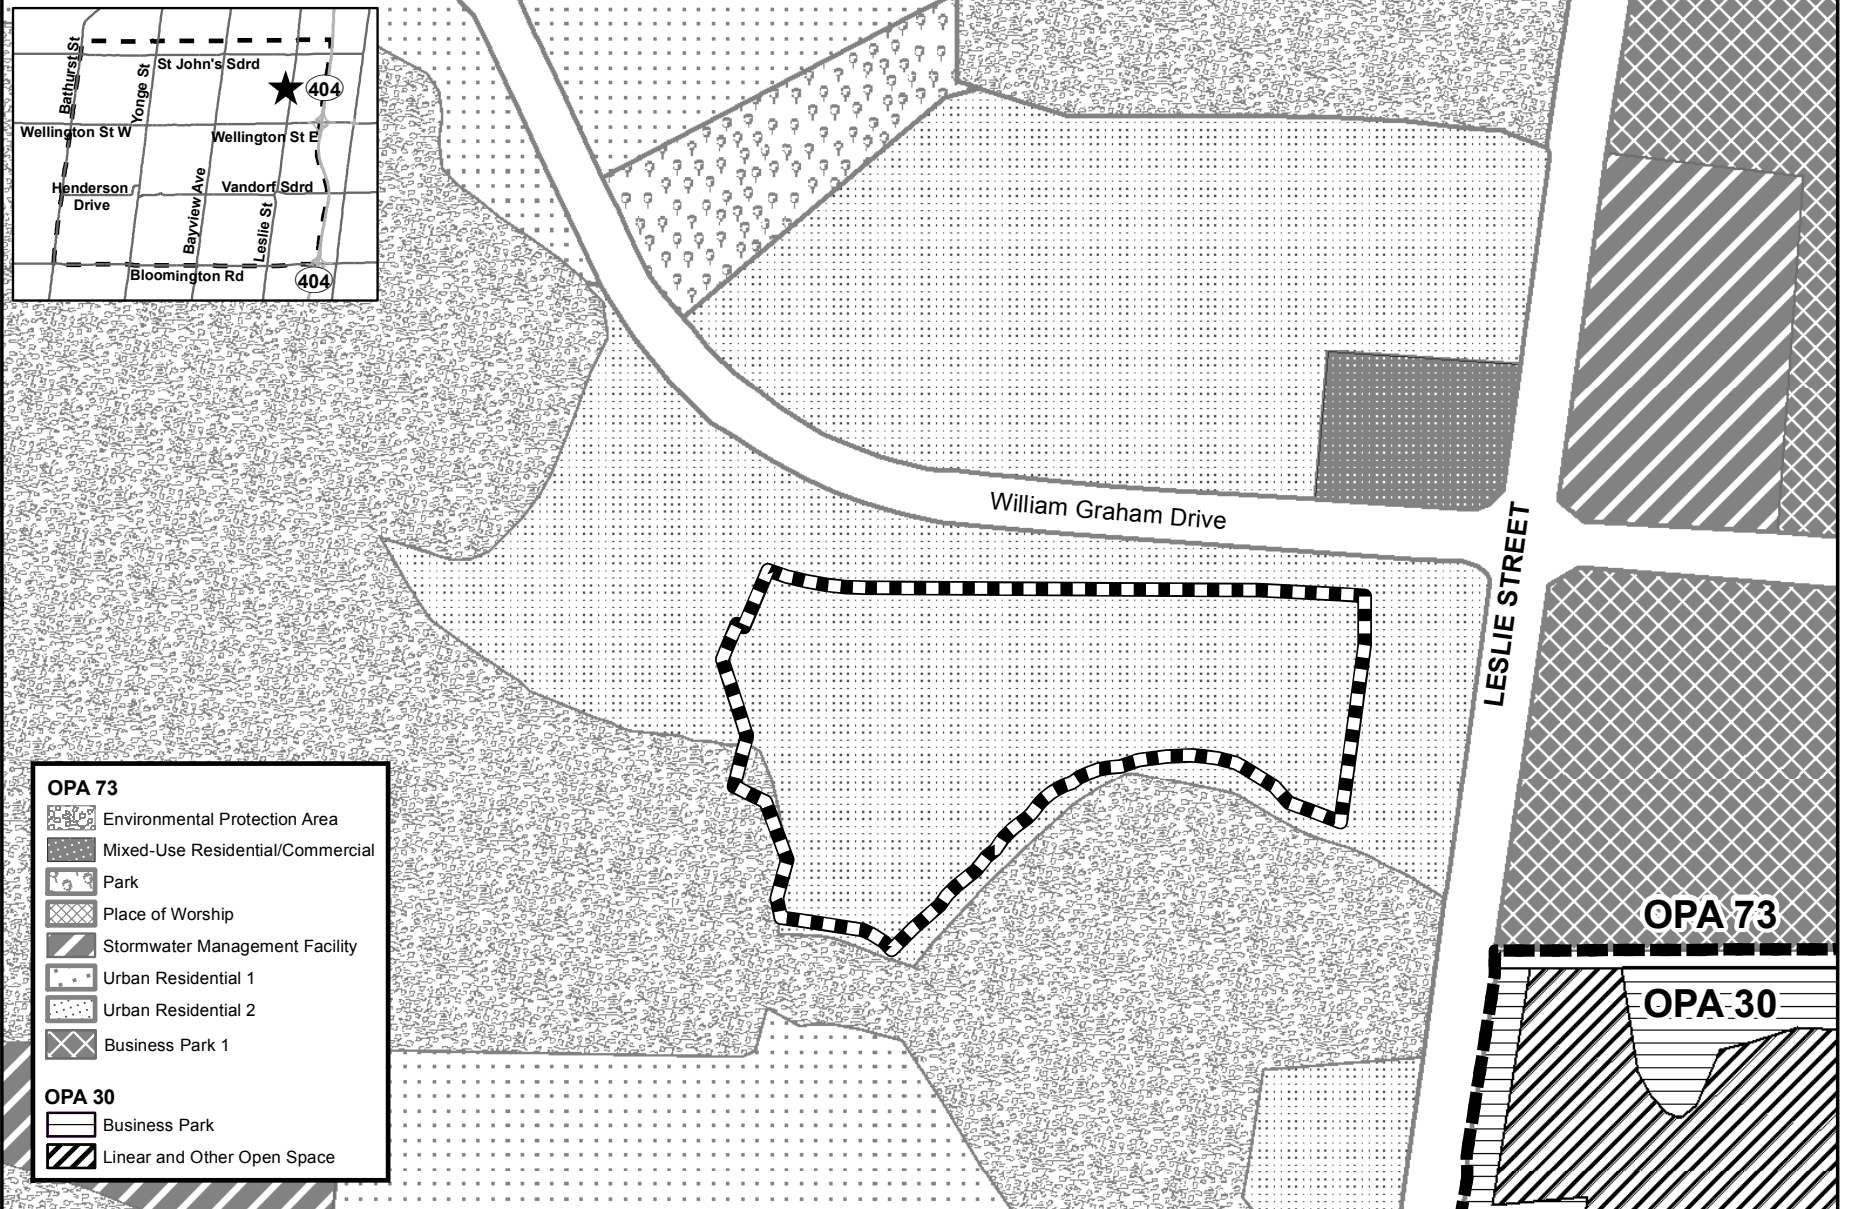 St John's Sdrd
Bathurst St
Yonge St
404
Wellington St W
Wellington St E
Henderson
Drive
Vandorf Sdrd
Bayview Ave
Leslie St
Bloomington Rd
404
William Graham Drive
LESLIE STREET
OPA 73
Environmental Protection Area
Mixed-Use Residential/Commercial
Park
Place of Worship
Stormwater Management Facility
Urban Residential 1
Urban Residential 2
Business Park 1
OPA 30
Business Park
Linear and Other Open Space
OPA 73
OPA 30